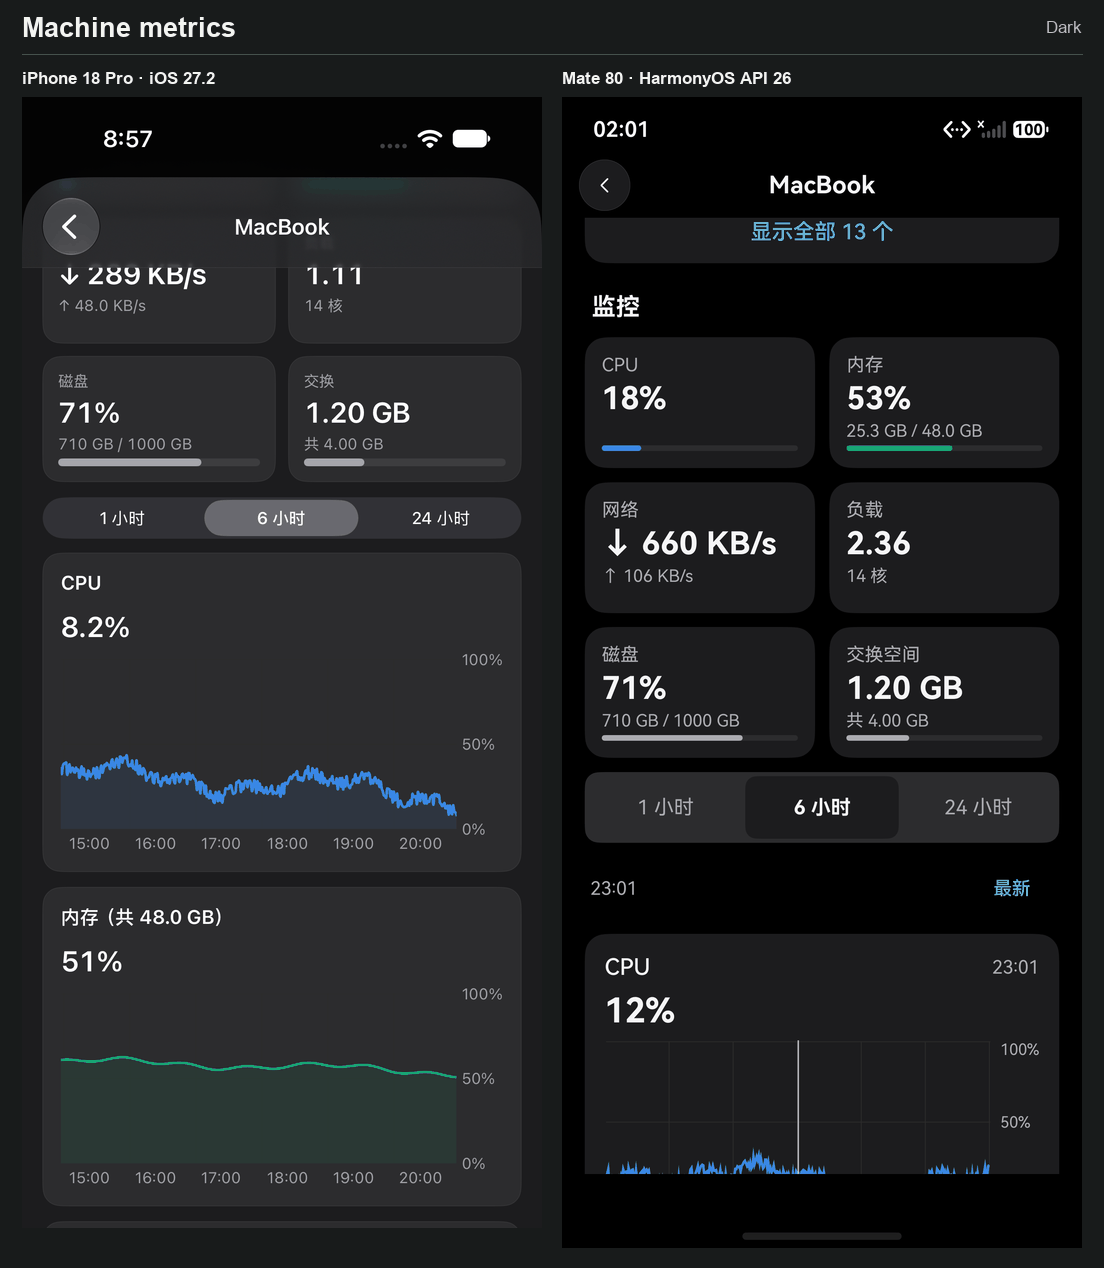 Machine metrics
Dark
iPhone 18 Pro · iOS 27.2
8:57
MacBook
↓ 289 KB/s
↑ 48.0 KB/s
1.11
14 核
磁盘
71%
710 GB / 1000 GB
交换
1.20 GB
共 4.00 GB
1 小时
6 小时
24 小时
CPU
8.2%
100%
50%
0%
15:00 16:00 17:00 18:00 19:00 20:00
内存（共 48.0 GB）
51%
100%
50%
0%
15:00 16:00 17:00 18:00 19:00 20:00
Mate 80 · HarmonyOS API 26
02:01
100
MacBook
显示全部 13 个
监控
CPU
18%
内存
53%
25.3 GB / 48.0 GB
网络
↓ 660 KB/s
↑ 106 KB/s
负载
2.36
14 核
磁盘
71%
710 GB / 1000 GB
交换空间
1.20 GB
共 4.00 GB
1 小时
6 小时
24 小时
23:01
最新
CPU
23:01
12%
100%
50%